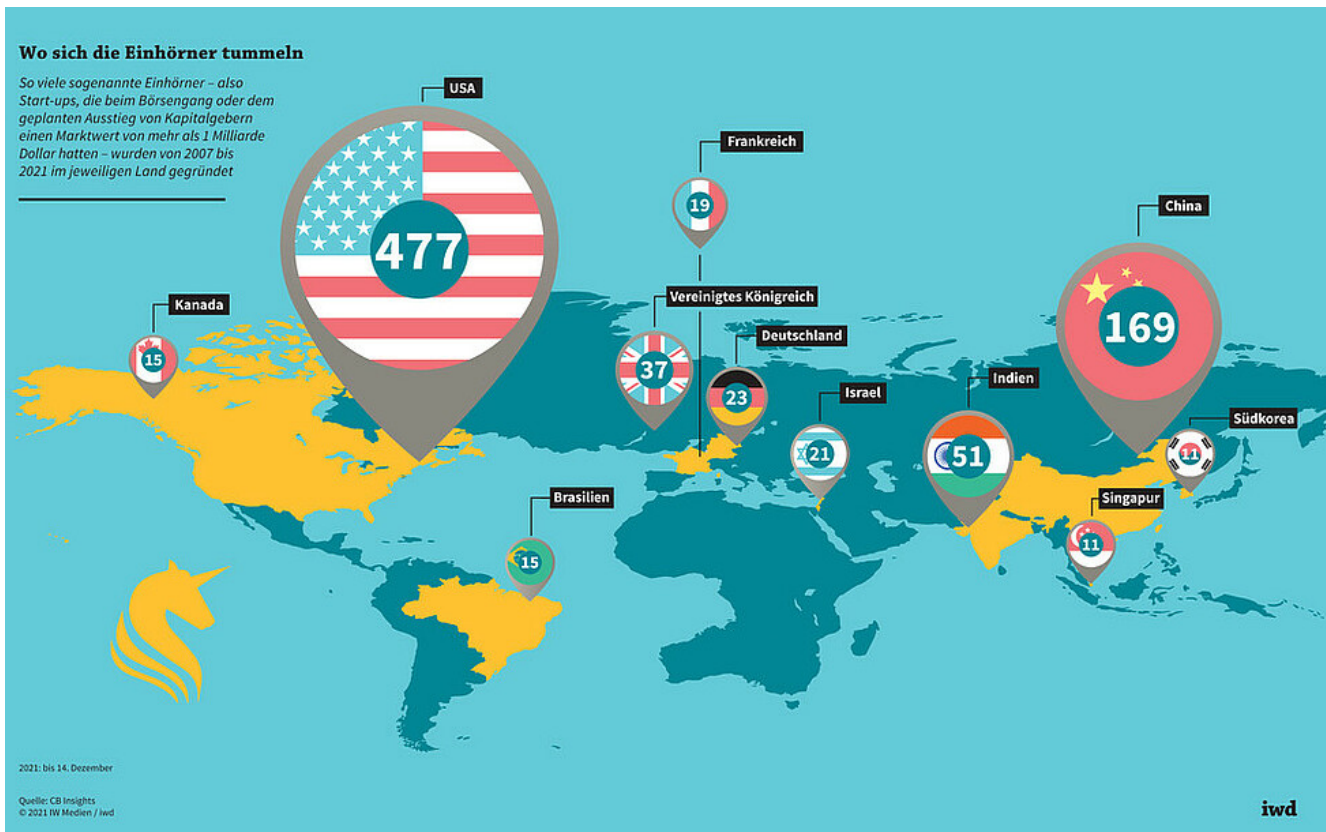 Wo sich die Einhörner tummeln
So viele sogenannte Einhörner – also
Start-ups, die beim Börsengang oder dem
geplanten Ausstieg von Kapitalgebern
einen Marktwert von mehr als 1 Milliarde
Dollar hatten – wurden von 2007 bis
2021 im jeweiligen Land gegründet
USA
477
Frankreich
19
China
169
Kanada
15
Vereinigtes Königreich
37
Deutschland
23
Israel
21
Indien
51
Südkorea
11
Singapur
11
Brasilien
15
2021: bis 14. Dezember
Quelle: CB Insights
© 2021 IW Medien / iwd
iwd